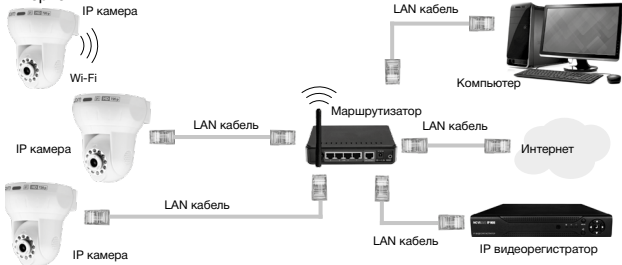 IP камера
LAN кабель
Wi-Fi
Компьютер
Маршрутизатор
LAN кабель
LAN кабель
IP камера
Интернет
LAN кабель
LAN кабель
IP камера
IP видеорегистратор